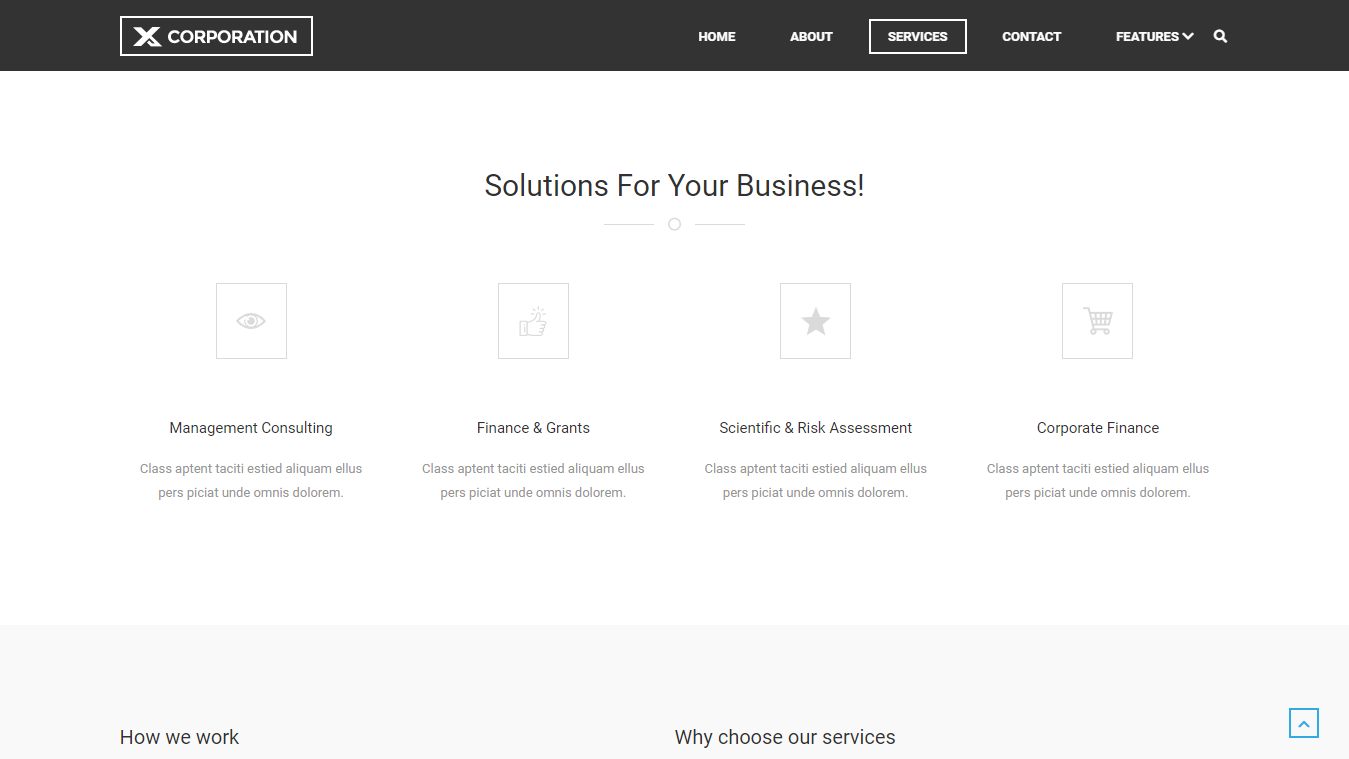 X CORPORATION
HOME ABOUT SERVICES CONTACT FEATURES
Solutions For Your Business!
Management Consulting
Class aptent taciti estied aliquam ellus
pers piciat unde omnis dolorem.
Finance & Grants
Class aptent taciti estied aliquam ellus
pers piciat unde omnis dolorem.
Scientific & Risk Assessment
Class aptent taciti estied aliquam ellus
pers piciat unde omnis dolorem.
Corporate Finance
Class aptent taciti estied aliquam ellus
pers piciat unde omnis dolorem.
How we work
Why choose our services